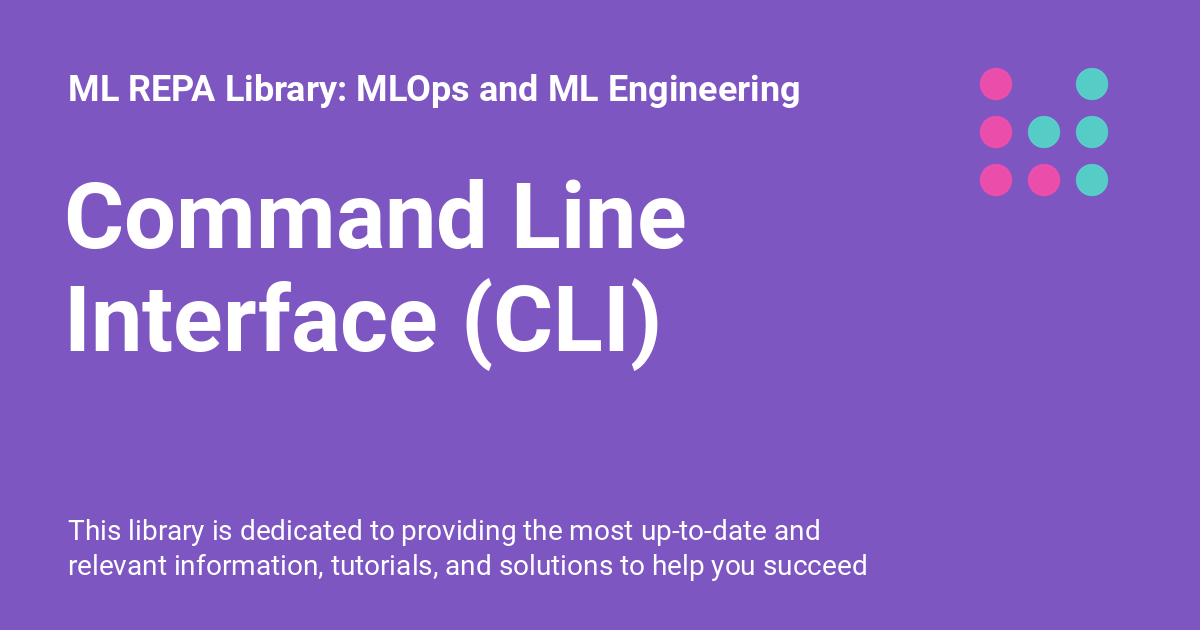 ML REPA Library: MLOps and ML Engineering
Command Line
Interface (CLI)
This library is dedicated to providing the most up-to-date and
relevant information, tutorials, and solutions to help you succeed